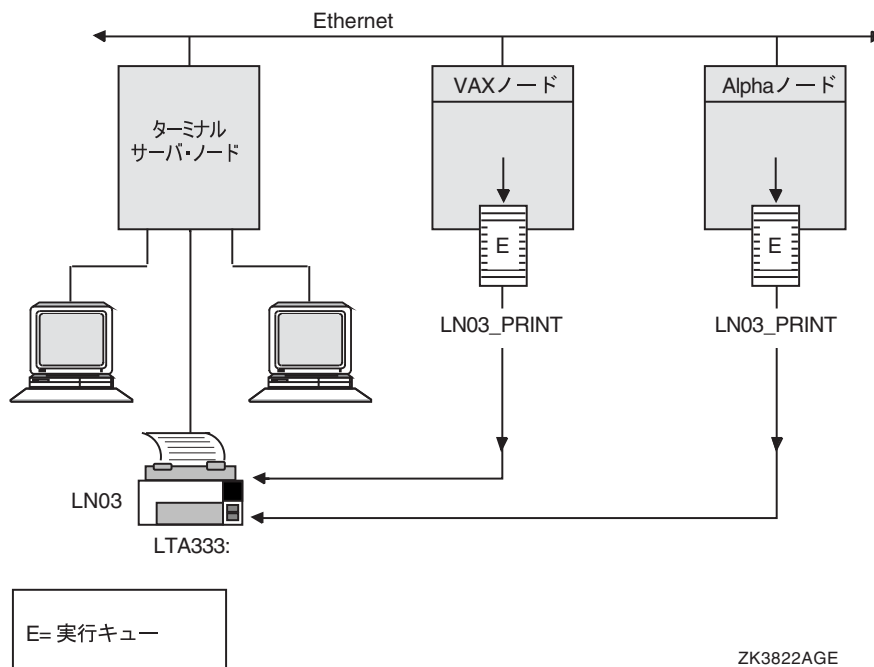 Ethernet
ターミナル
サーバ・ノード
VAXノード
Alphaノード
E
E
LN03_PRINT
LN03_PRINT
LN03
LTA333:
E= 実行キュー
ZK3822AGE